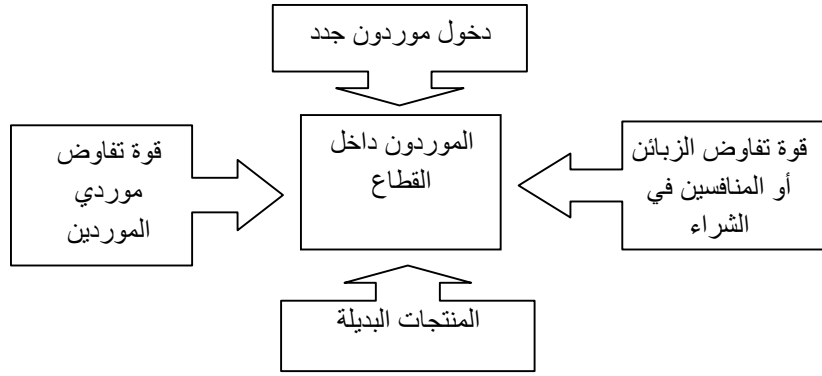 دخول موردون جدد
الموردون داخل
القطاع
قوة تفاوض الزبائن
أو المنافسين في
الشراء
قوة تفاوض
موردي
الموردين
المنتجات البديلة